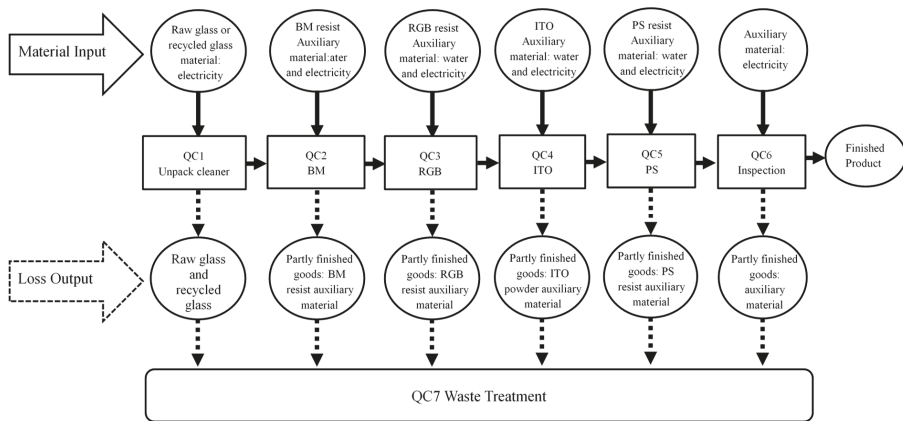 Material Input
Raw glass or
recycled glass
material:
electricity
BM resist
Auxiliary
material:ater
and electricity
RGB resist
Auxiliary
material: water
and electricity
ITO
Auxiliary
material: water
and electricity
PS resist
Auxiliary
material: water
and electricity
Auxiliary
material:
electricity
QC1
Unpack cleaner
QC2
BM
QC3
RGB
QC4
ITO
QC5
PS
QC6
Inspection
Finished
Product
Loss Output
Raw glass
and
recycled
glass
Partly finished
goods: BM
resist auxiliary
material
Partly finished
goods: RGB
resist auxiliary
material
Partly finished
goods: ITO
powder auxiliary
material
Partly finished
goods: PS
resist auxiliary
material
Partly finished
goods:
auxiliary
material
QC7 Waste Treatment